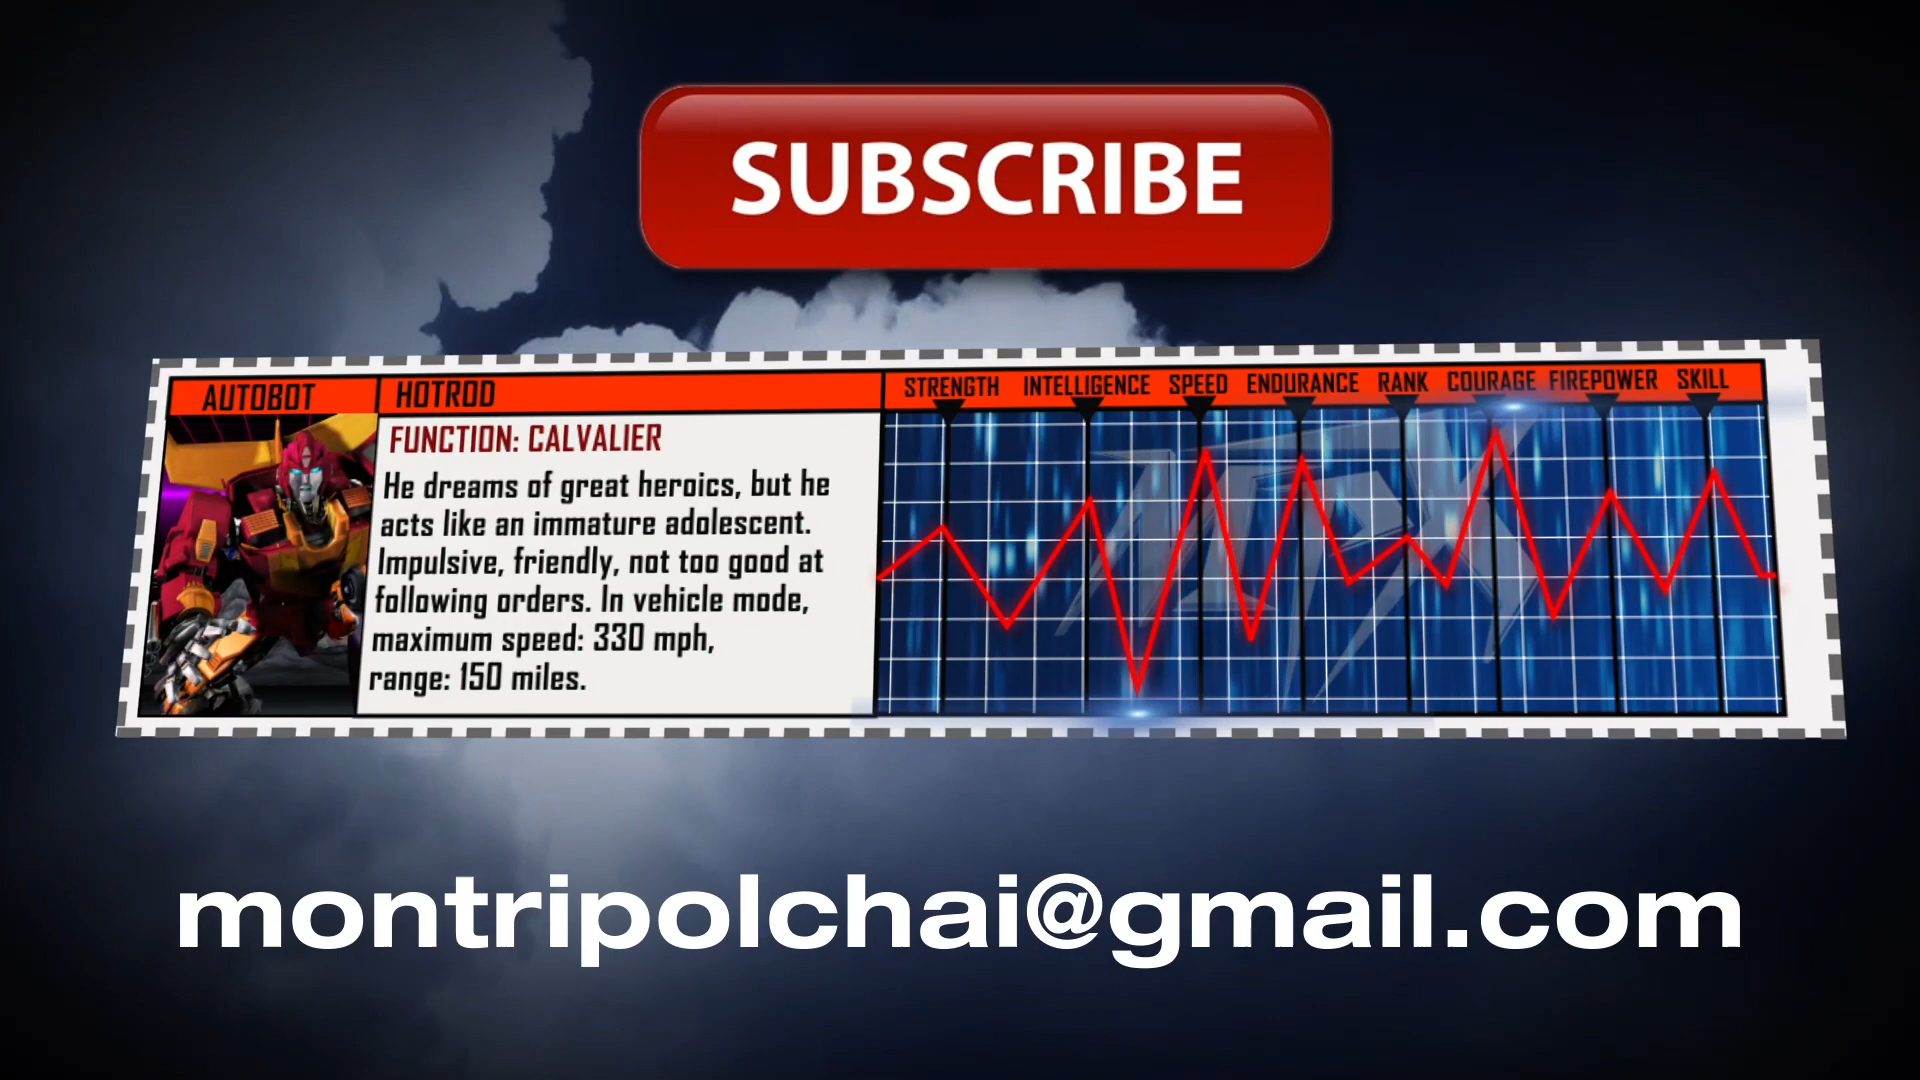 SUBSCRIBE
AUTOBOT
HOTROD
STRENGTH INTELLIGENCE SPEED ENDURANCE RANK COURAGE FIREPOWER SKILL
FUNCTION: CALVALIER
He dreams of great heroics, but he
acts like an immature adolescent.
Impulsive, friendly, not too good at
following orders. In vehicle mode,
maximum speed: 330 mph,
range: 150 miles.
montripolchai@gmail.com